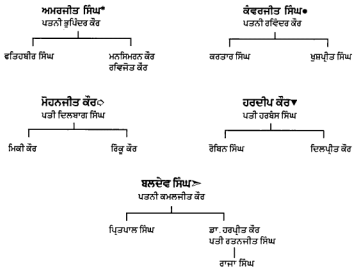 ਅਮਰਜੀਤ ਸਿੰਘ*
ਪਤਨੀ ਭੁਪਿੰਦਰ ਕੌਰ
ਫਤਿਹਬੀਰ ਸਿੰਘ
ਮਨਸਿਮਰਨ ਕੌਰ
ਰਵਿਜੋਤ ਕੌਰ
ਕੰਵਰਜੀਤ ਸਿੰਘ●
ਪਤਨੀ ਰਵਿੰਦਰ ਕੌਰ
ਕਰਤਾਰ ਸਿੰਘ
ਖੁਸ਼ਪ੍ਰੀਤ ਸਿੰਘ
ਮੋਹਨਜੀਤ ਕੌਰ◇
ਪਤੀ ਦਿਲਬਾਗ ਸਿੰਘ
ਮਿਕੀ ਕੌਰ
ਰਿੰਕੂ ਕੌਰ
ਹਰਦੀਪ ਕੌਰ▼
ਪਤੀ ਹਰਬੰਸ ਸਿੰਘ
ਰੋਬਿਨ ਸਿੰਘ
ਦਿਲਪ੍ਰੀਤ ਕੌਰ
ਬਲਦੇਵ ਸਿੰਘ➣
ਪਤਨੀ ਕਮਲਜੀਤ ਕੌਰ
ਪ੍ਰਿਤਪਾਲ ਸਿੰਘ
ਡਾ. ਹਰਪ੍ਰੀਤ ਕੌਰ
ਪਤੀ ਰਤਨਜੀਤ ਸਿੰਘ
ਰਾਜਾ ਸਿੰਘ